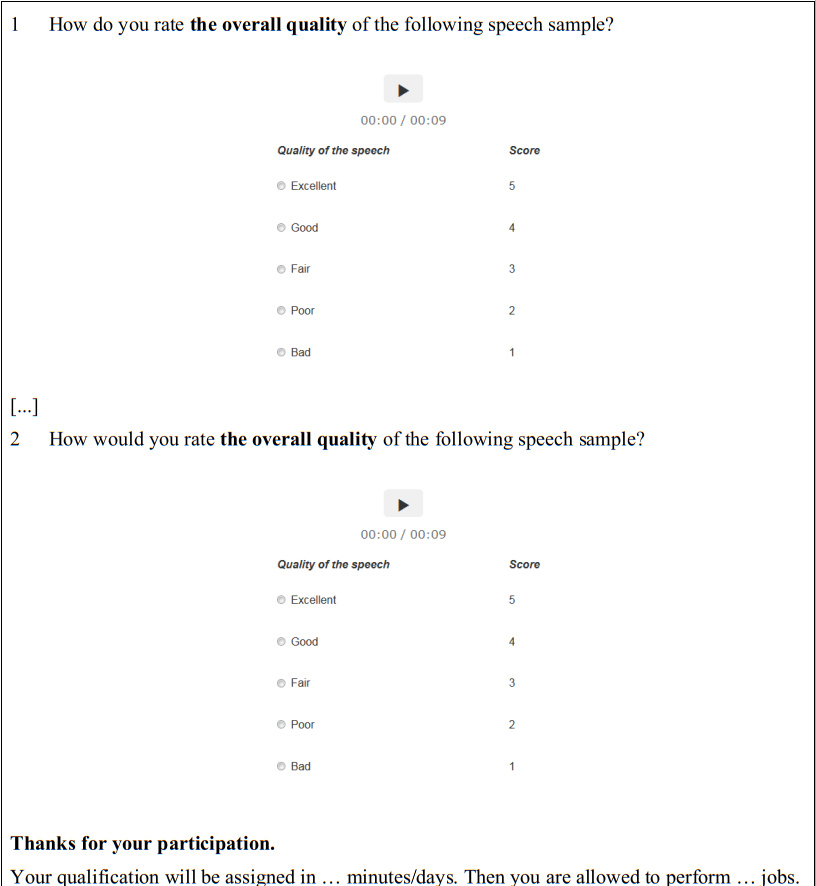 1 How do you rate the overall quality of the following speech sample?
00:00 / 00:09
Quality of the speech Score
Excellent 5
Good 4
Fair 3
Poor 2
Bad 1
[...]
2 How would you rate the overall quality of the following speech sample?
00:00 / 00:09
Quality of the speech Score
Excellent 5
Good 4
Fair 3
Poor 2
Bad 1
Thanks for your participation.
Your qualification will be assigned in … minutes/days. Then you are allowed to perform … jobs.